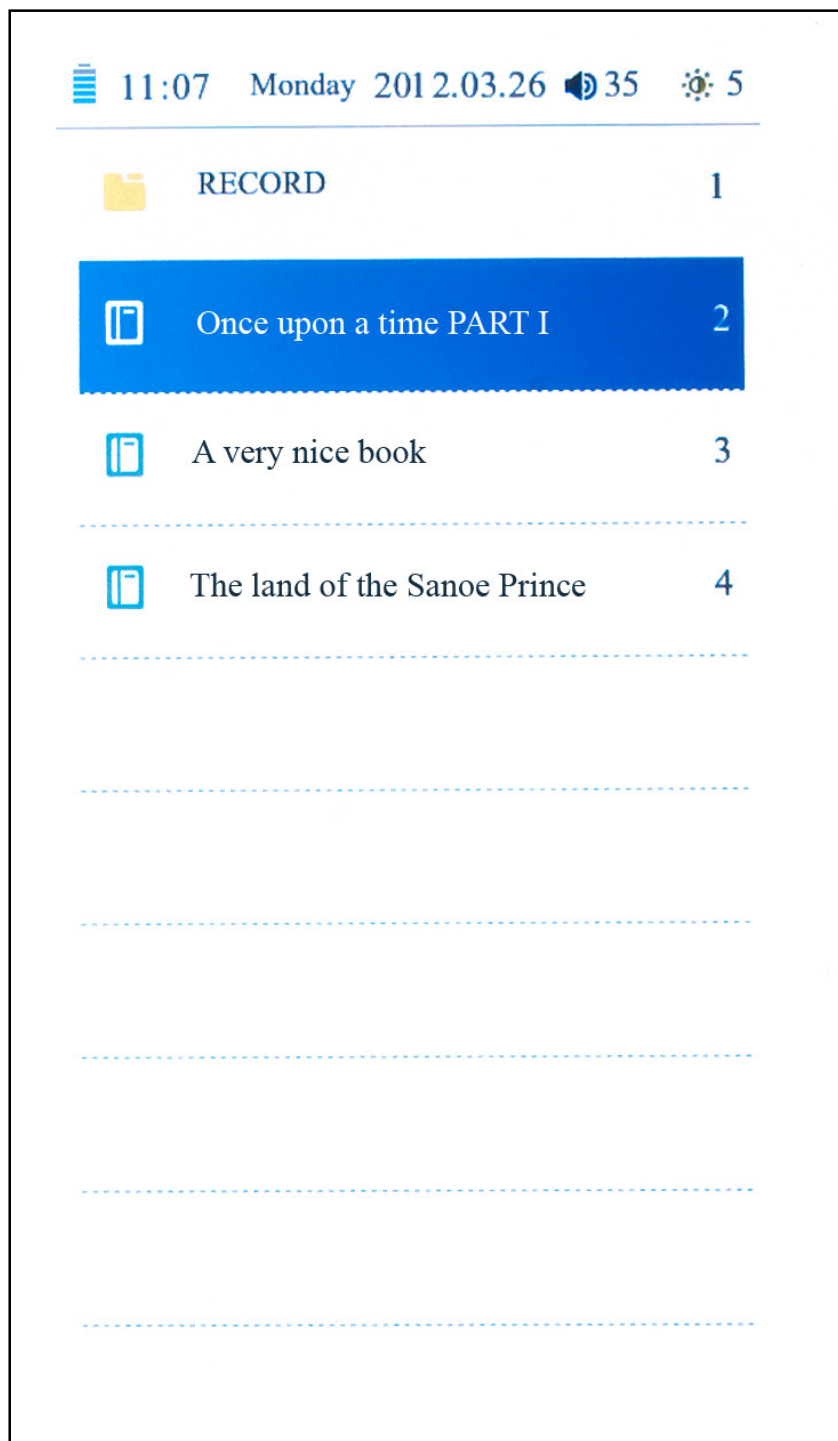 11:07 Monday 2012.03.26 35 5
RECORD 1
Once upon a time PART I 2
A very nice book 3
The land of the Sanoe Prince 4